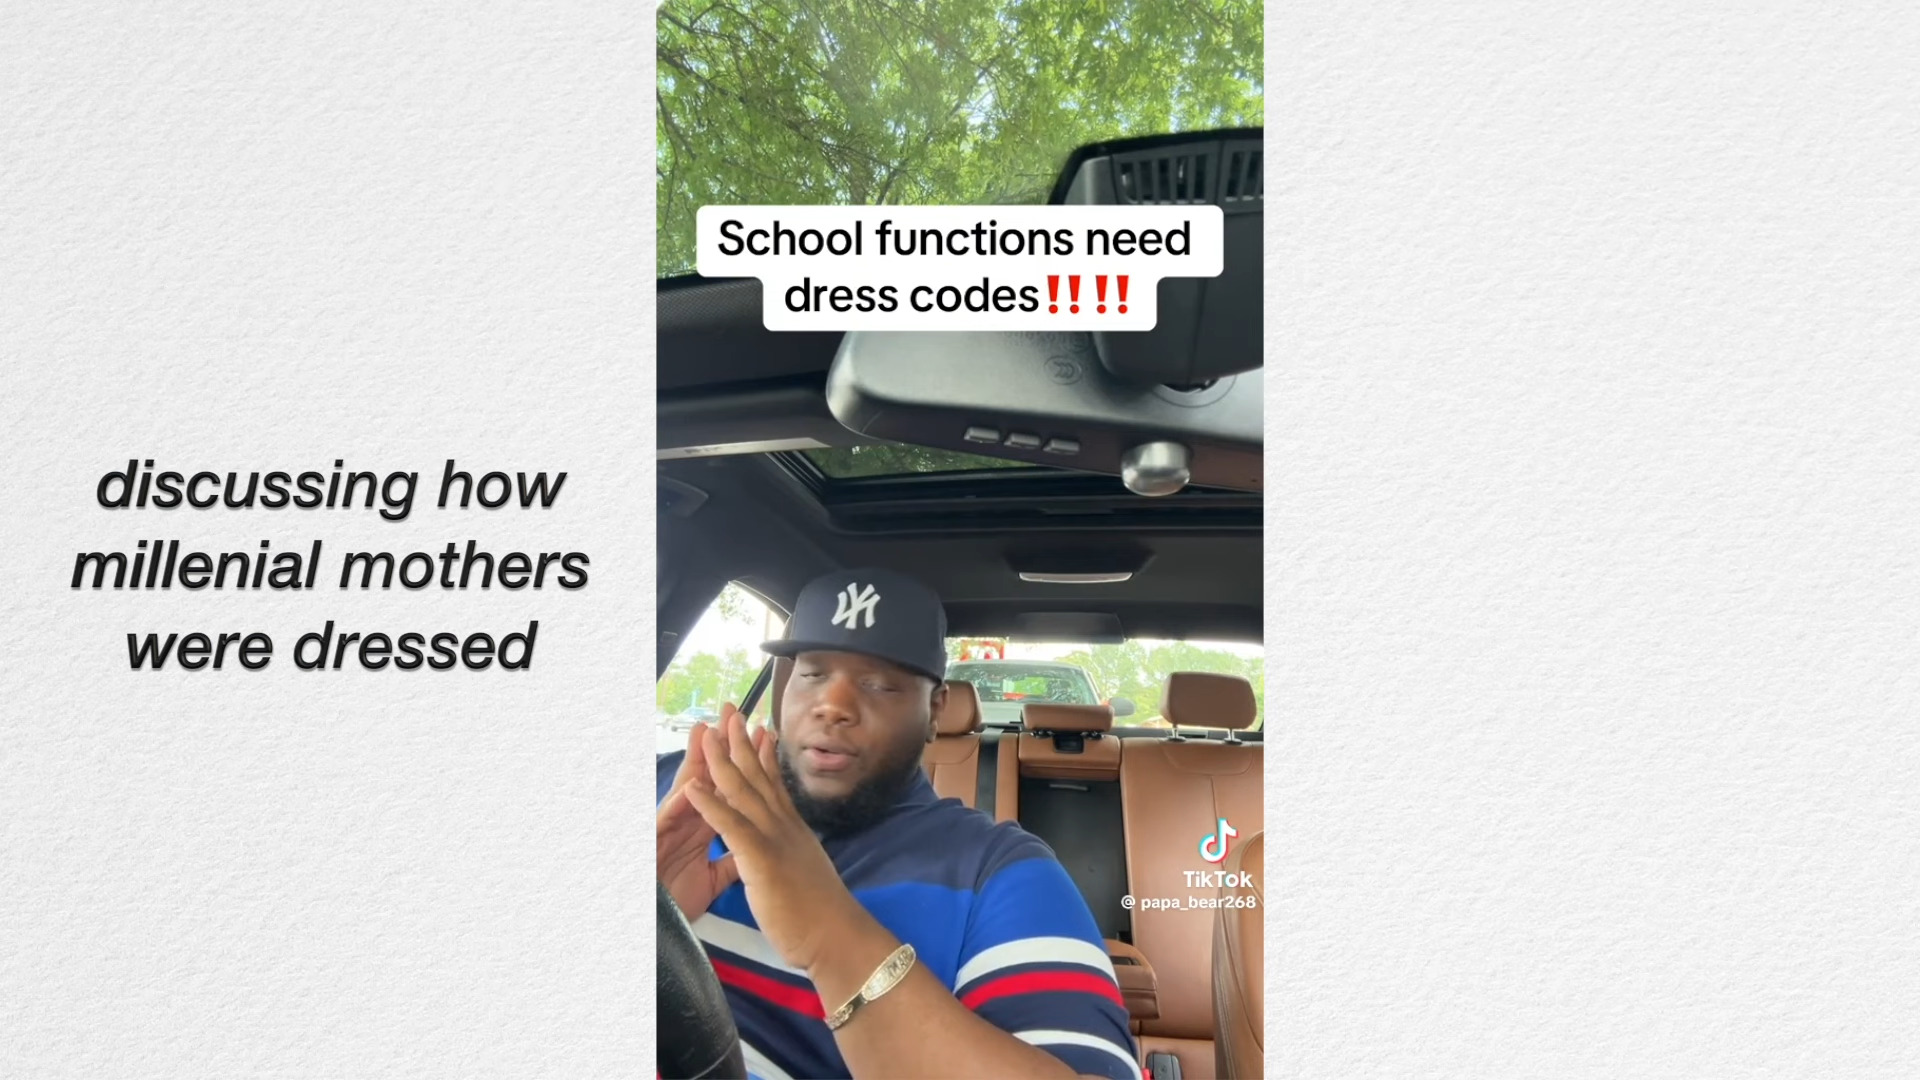 discussing how
millenial mothers
were dressed
School functions need
dress codes‼️‼️
TikTok
@ papa_bear268